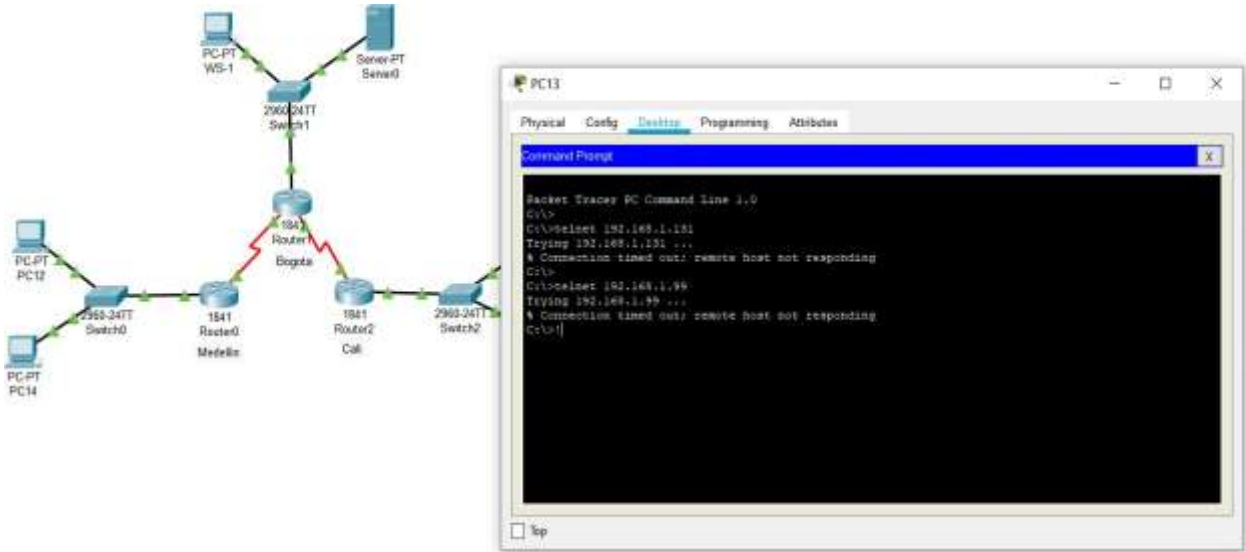 PC-PT
WS-1
Server-PT
Server0
2960-24TT
Switch1
1841
Router1
Bogota
PC-PT
PC12
2960-24TT
Switch0
1841
Router0
Medellin
PC-PT
PC14
1841
Router2
Cali
2960-24TT
Switch2
PC13
Physical Config Desktop Programming Attributes
Command Prompt
X
Packet Tracer PC Command Line 1.0
C:\>
C:\>telnet 192.168.1.131
Trying 192.168.1.131 ...
% Connection timed out; remote host not responding
C:\>
C:\>telnet 192.168.1.99
Trying 192.168.1.99 ...
% Connection timed out; remote host not responding
C:\>!
Top